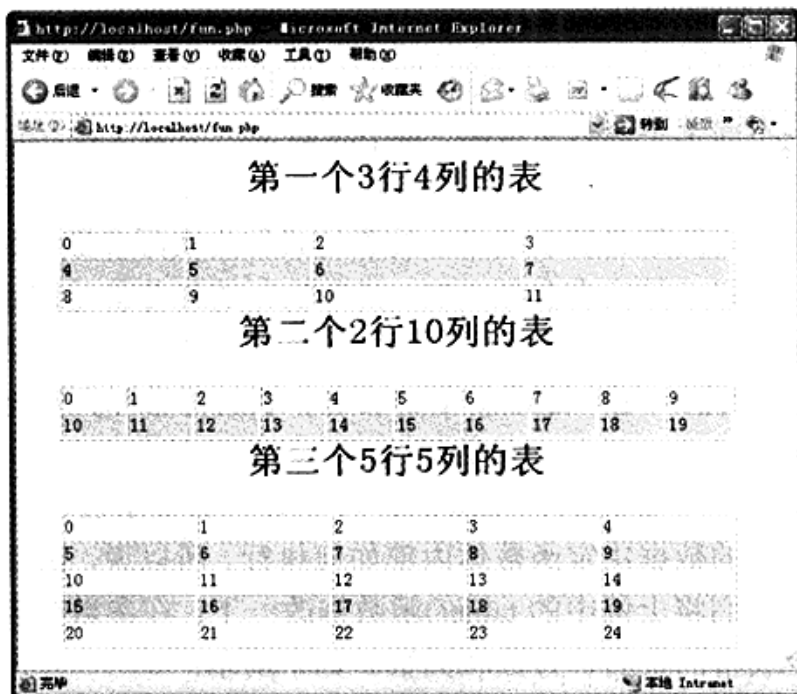 http://localhost/fun.php - Microsoft Internet Explorer
文件(F) 编辑(E) 查看(V) 收藏(A) 工具(T) 帮助(H)
后退 搜索 收藏夹
地址(D) http://localhost/fun.php 转到 链接 »
第一个3行4列的表
0 1 2 3
4 5 6 7
8 9 10 11
第二个2行10列的表
0 1 2 3 4 5 6 7 8 9
10 11 12 13 14 15 16 17 18 19
第三个5行5列的表
0 1 2 3 4
5 6 7 8 9
10 11 12 13 14
15 16 17 18 19
20 21 22 23 24
完毕 本地 Intranet